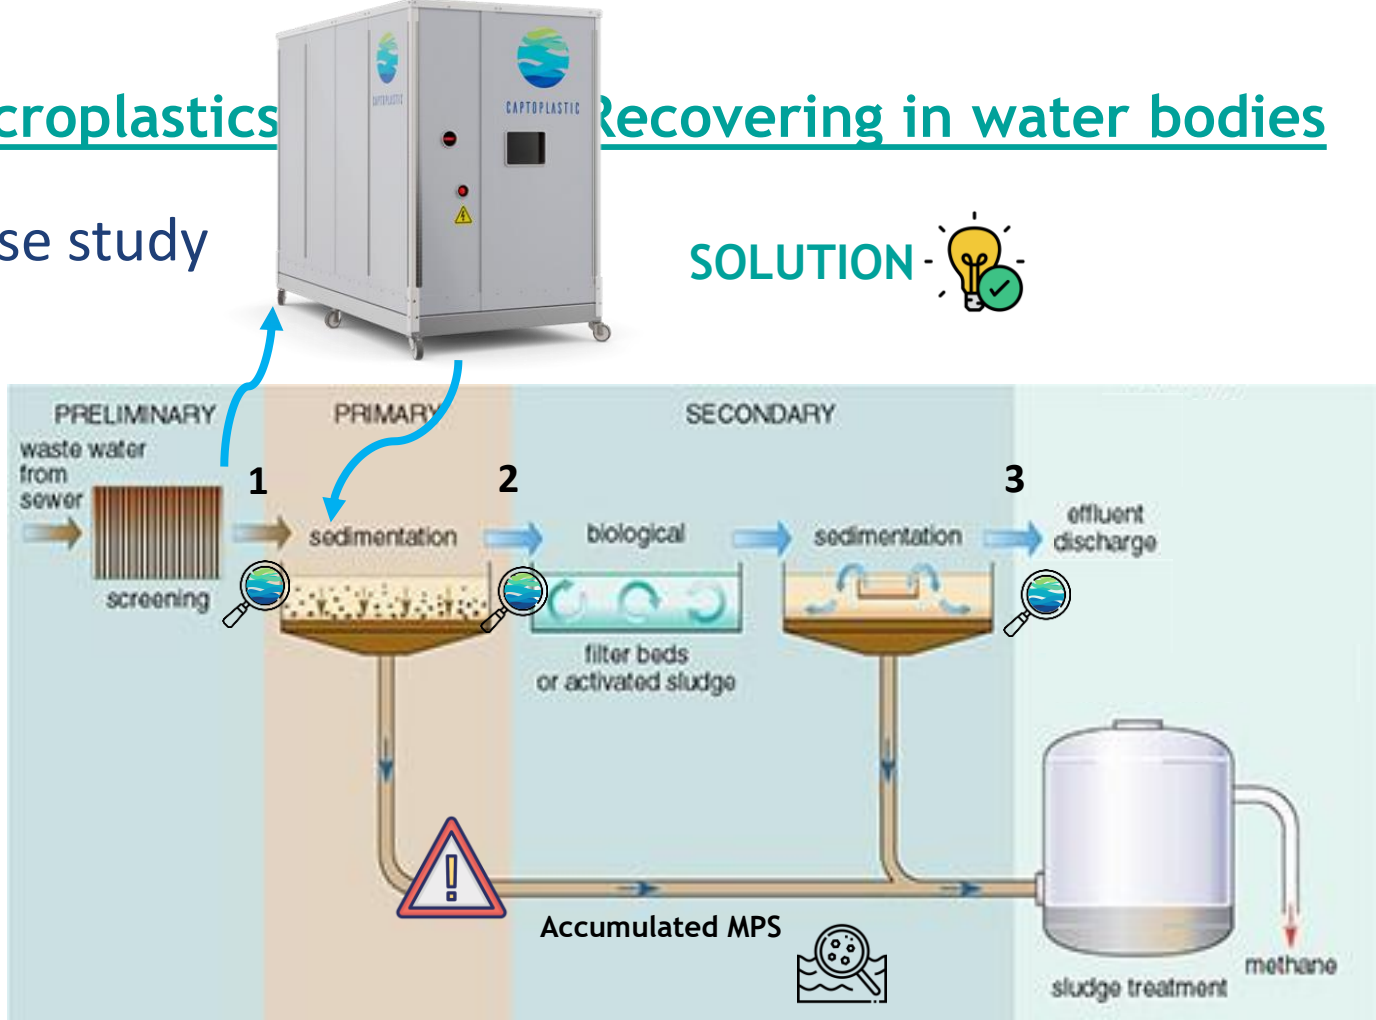 CAPTOPLASTIC
CAPTOPLASTIC
croplastics Recovering in water bodies
se study
SOLUTION
PRELIMINARY
PRIMARY
SECONDARY
waste water
from
sewer
1
2
3
screening
sedimentation
biological
sedimentation
effluent
discharge
filter beds
or activated sludge
Accumulated MPS
methane
sludge treatment